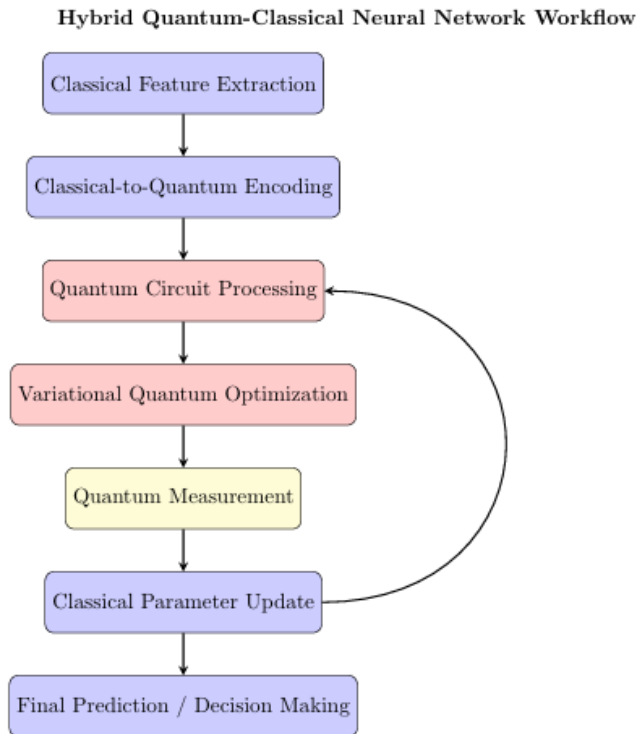 Hybrid Quantum-Classical Neural Network Workflow
Classical Feature Extraction
Classical-to-Quantum Encoding
Quantum Circuit Processing
Variational Quantum Optimization
Quantum Measurement
Classical Parameter Update
Final Prediction / Decision Making